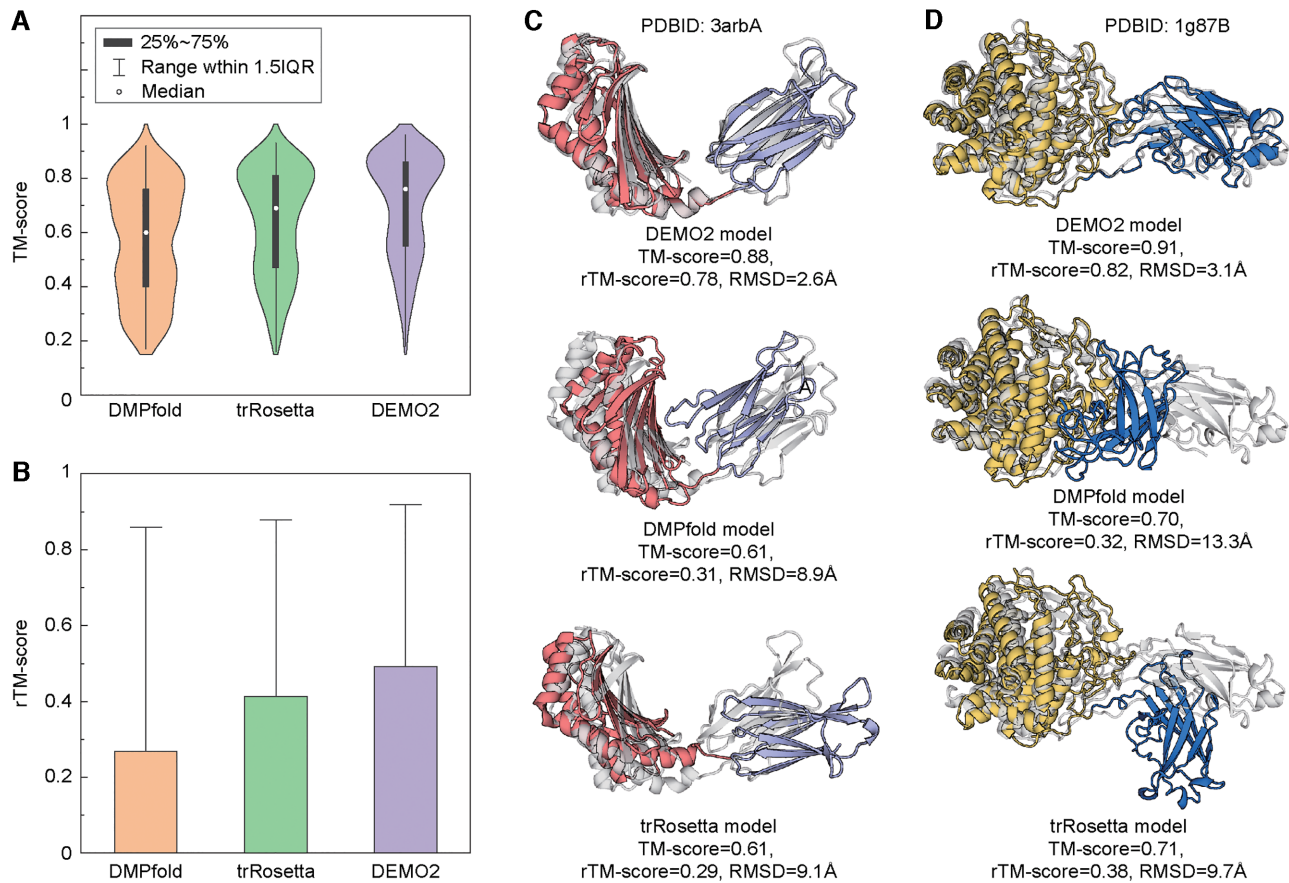 A
25%~75%
Range wthin 1.5IQR
Median
TM-score
1
0.8
0.6
0.4
0.2
0
DMPfold
trRosetta
DEMO2
B
rTM-score
1
0.8
0.6
0.4
0.2
0
DMPfold
trRosetta
DEMO2
C
PDBID: 3arbA
DEMO2 model
TM-score=0.88,
rTM-score=0.78, RMSD=2.6Å
A
DMPfold model
TM-score=0.61,
rTM-score=0.31, RMSD=8.9Å
trRosetta model
TM-score=0.61,
rTM-score=0.29, RMSD=9.1Å
D
PDBID: 1g87B
DEMO2 model
TM-score=0.91,
rTM-score=0.82, RMSD=3.1Å
DMPfold model
TM-score=0.70,
rTM-score=0.32, RMSD=13.3Å
trRosetta model
TM-score=0.71,
rTM-score=0.38, RMSD=9.7Å